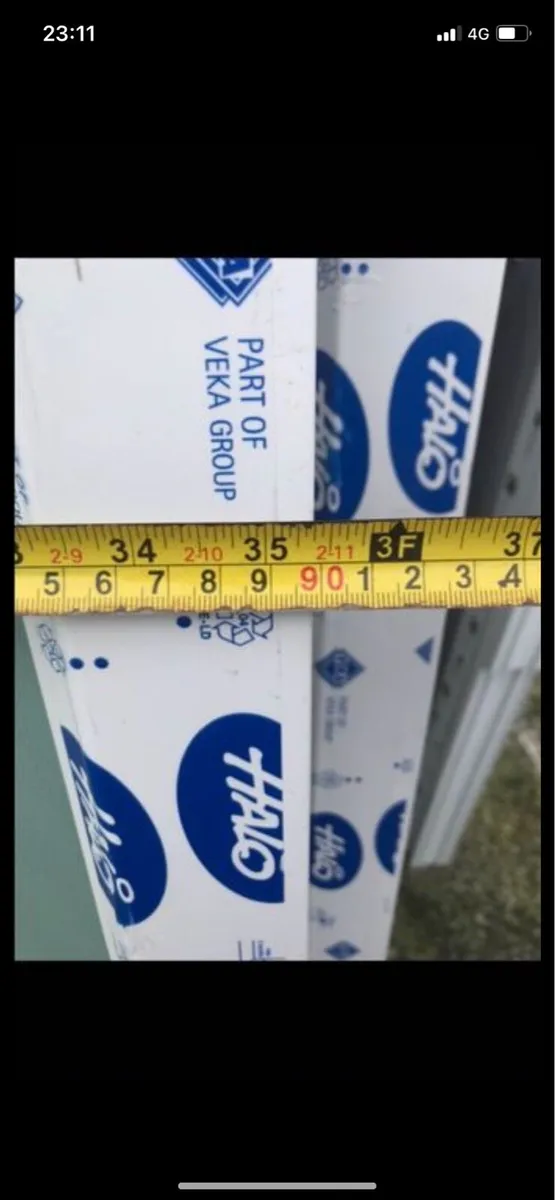 23:11
4G
PART OF
VEKA GROUP
HALO
HALO
2-9 34 2-10 35 2-11 3F 37
5 6 7 8 9 90 1 2 3 4
E-LD
HALO
HALO
HALO